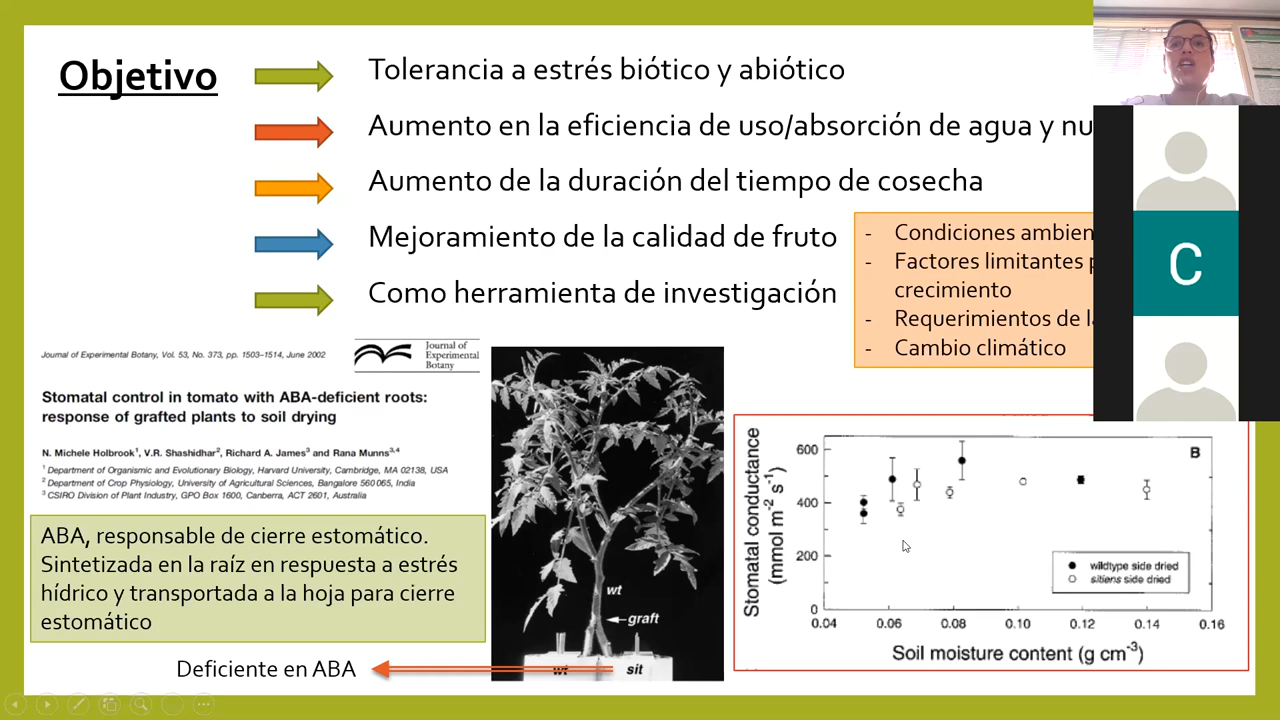 Objetivo
Tolerancia a estrés biótico y abiótico
Aumento en la eficiencia de uso/absorción de agua y nu
Aumento de la duración del tiempo de cosecha
Mejoramiento de la calidad de fruto
Como herramienta de investigación
- Condiciones ambien
- Factores limitantes p
crecimiento
- Requerimientos de l
- Cambio climático
C
Journal of Experimental Botany, Vol. 53, No. 373, pp. 1503–1514, June 2002
Journal of
Experimental
Botany
Stomatal control in tomato with ABA-deficient roots:
response of grafted plants to soil drying
N. Michele Holbrook1, V.R. Shashidhar2, Richard A. James3 and Rana Munns3,4
1 Department of Organismic and Evolutionary Biology, Harvard University, Cambridge, MA 02138, USA
2 Department of Crop Physiology, University of Agricultural Sciences, Bangalore 560 065, India
3 CSIRO Division of Plant Industry, GPO Box 1600, Canberra, ACT 2601, Australia
ABA, responsable de cierre estomático.
Sintetizada en la raíz en respuesta a estrés
hídrico y transportada a la hoja para cierre
estomático
Deficiente en ABA
wt
graft
wt
sit
Stomatal conductance
(mmol m-2 s-1)
600
400
200
0
B
wildtype side dried
sitiens side dried
0.04 0.06 0.08 0.10 0.12 0.14 0.16
Soil moisture content (g cm-3)